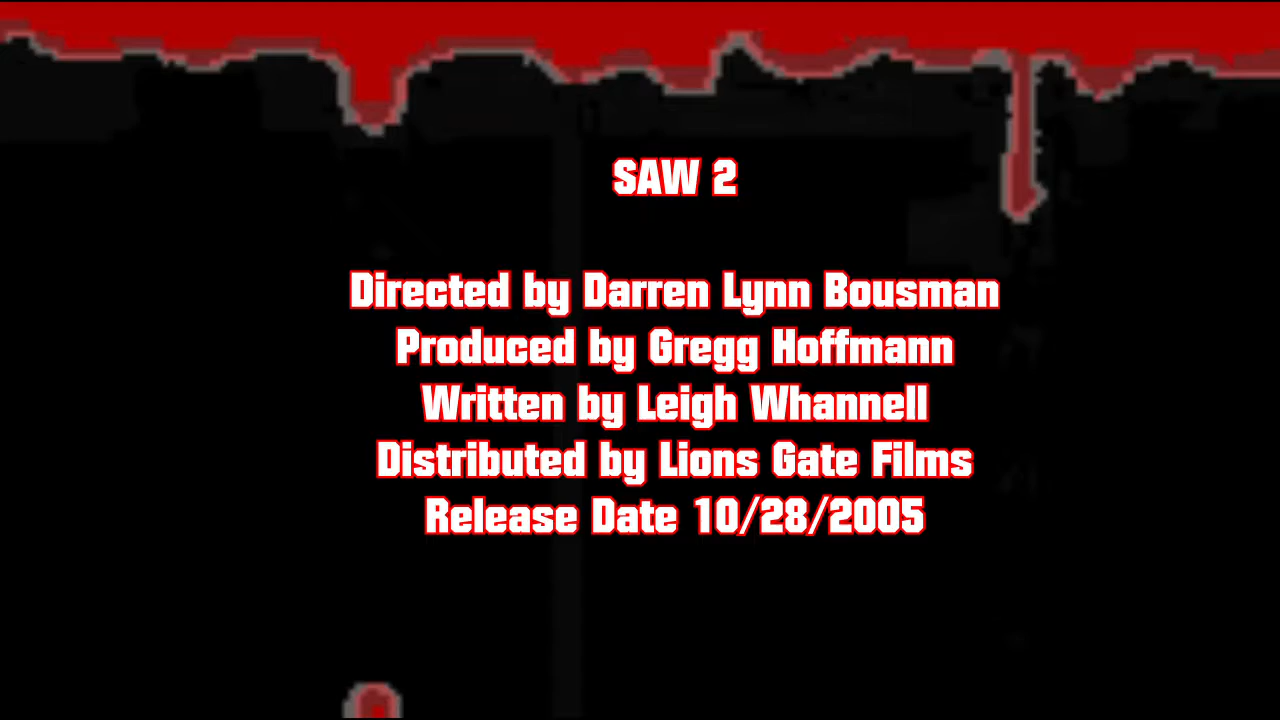 SAW 2
Directed by Darren Lynn Bousman
Produced by Gregg Hoffmann
Written by Leigh Whannell
Distributed by Lions Gate Films
Release Date 10/28/2005